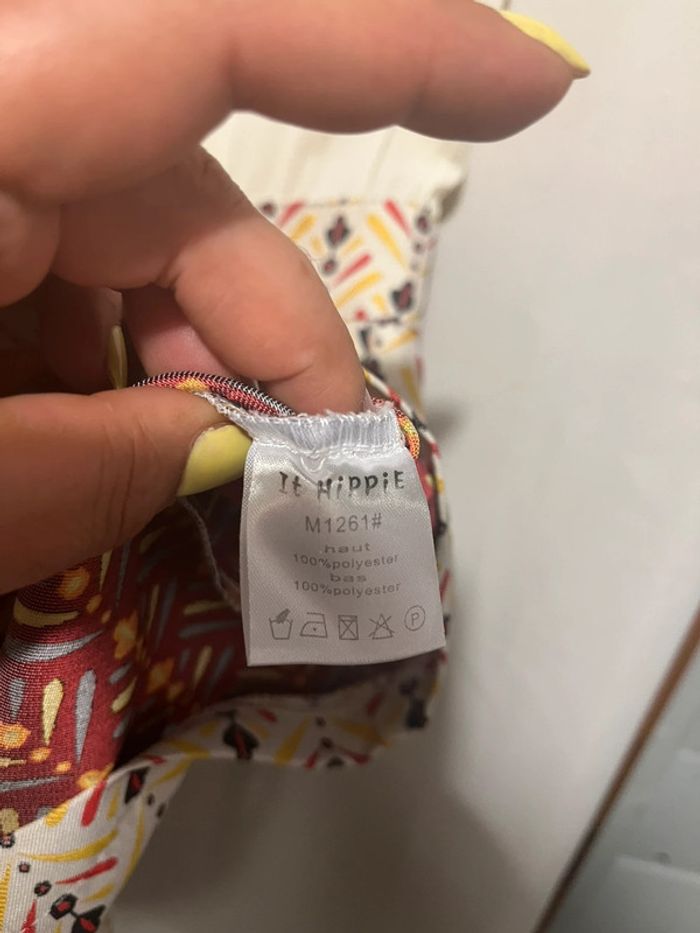 It HiPPiE
M1261#
haut
100%polyester
bas
100%polyester
P